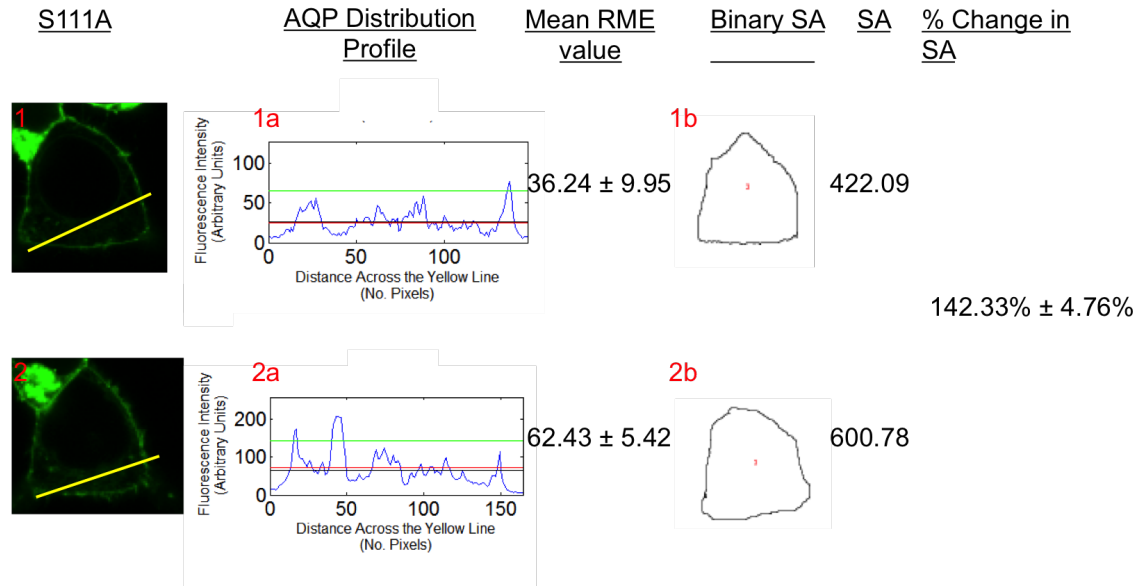 S111A
AQP Distribution
Profile
Mean RME
value
Binary SA
SA
% Change in
SA
1
1a
Fluorescence Intensity
(Arbitrary Units)
100
50
0
0
50
100
Distance Across the Yellow Line
(No. Pixels)
36.24 ± 9.95
1b
3
422.09
142.33% ± 4.76%
2
2a
Fluorescence Intensity
(Arbitrary Units)
200
100
0
0
50
100
150
Distance Across the Yellow Line
(No. Pixels)
62.43 ± 5.42
2b
3
600.78